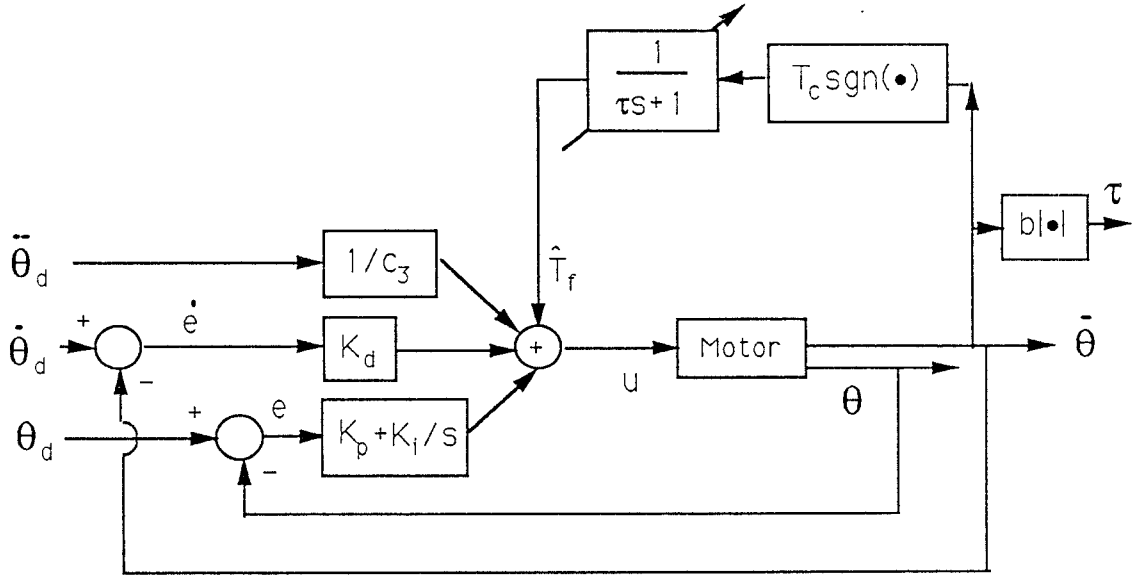 1
τs+1
T_c sgn(•)
b|•|
τ
θ̈_d
1/c_3
T̂_f
+
ė
θ̇_d
K_d
+
Motor
θ̄
-
u
θ
+
e
θ_d
K_p+K_i/s
-